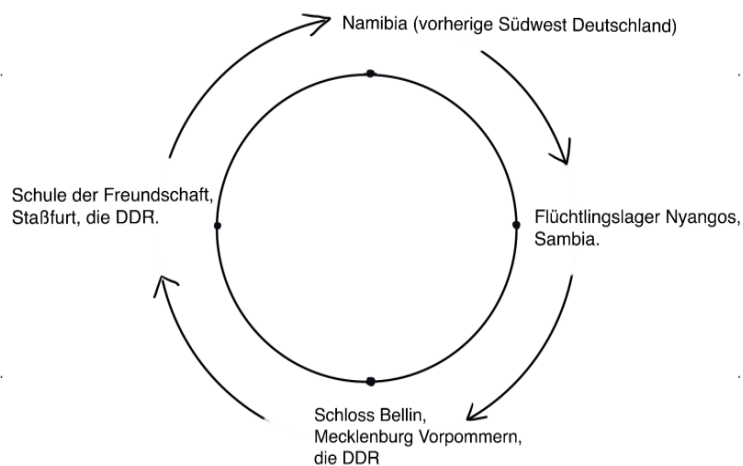 Namibia (vorherige Südwest Deutschland)
Schule der Freundschaft,
Staßfurt, die DDR.
Flüchtlingslager Nyangos,
Sambia.
Schloss Bellin,
Mecklenburg Vorpommern,
die DDR